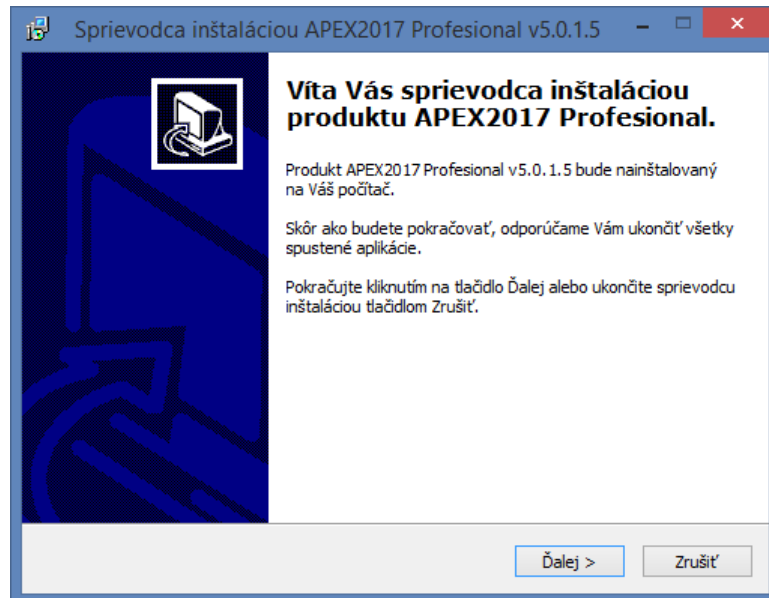 Sprievodca inštaláciou APEX2017 Profesional v5.0.1.5
Víta Vás sprievodca inštaláciou
produktu APEX2017 Profesional.
Produkt APEX2017 Profesional v5.0.1.5 bude nainštalovaný
na Váš počítač.
Skôr ako budete pokračovať, odporúčame Vám ukončiť všetky
spustené aplikácie.
Pokračujte kliknutím na tlačidlo Ďalej alebo ukončite sprievodcu
inštaláciou tlačidlom Zrušiť.
Ďalej >
Zrušiť